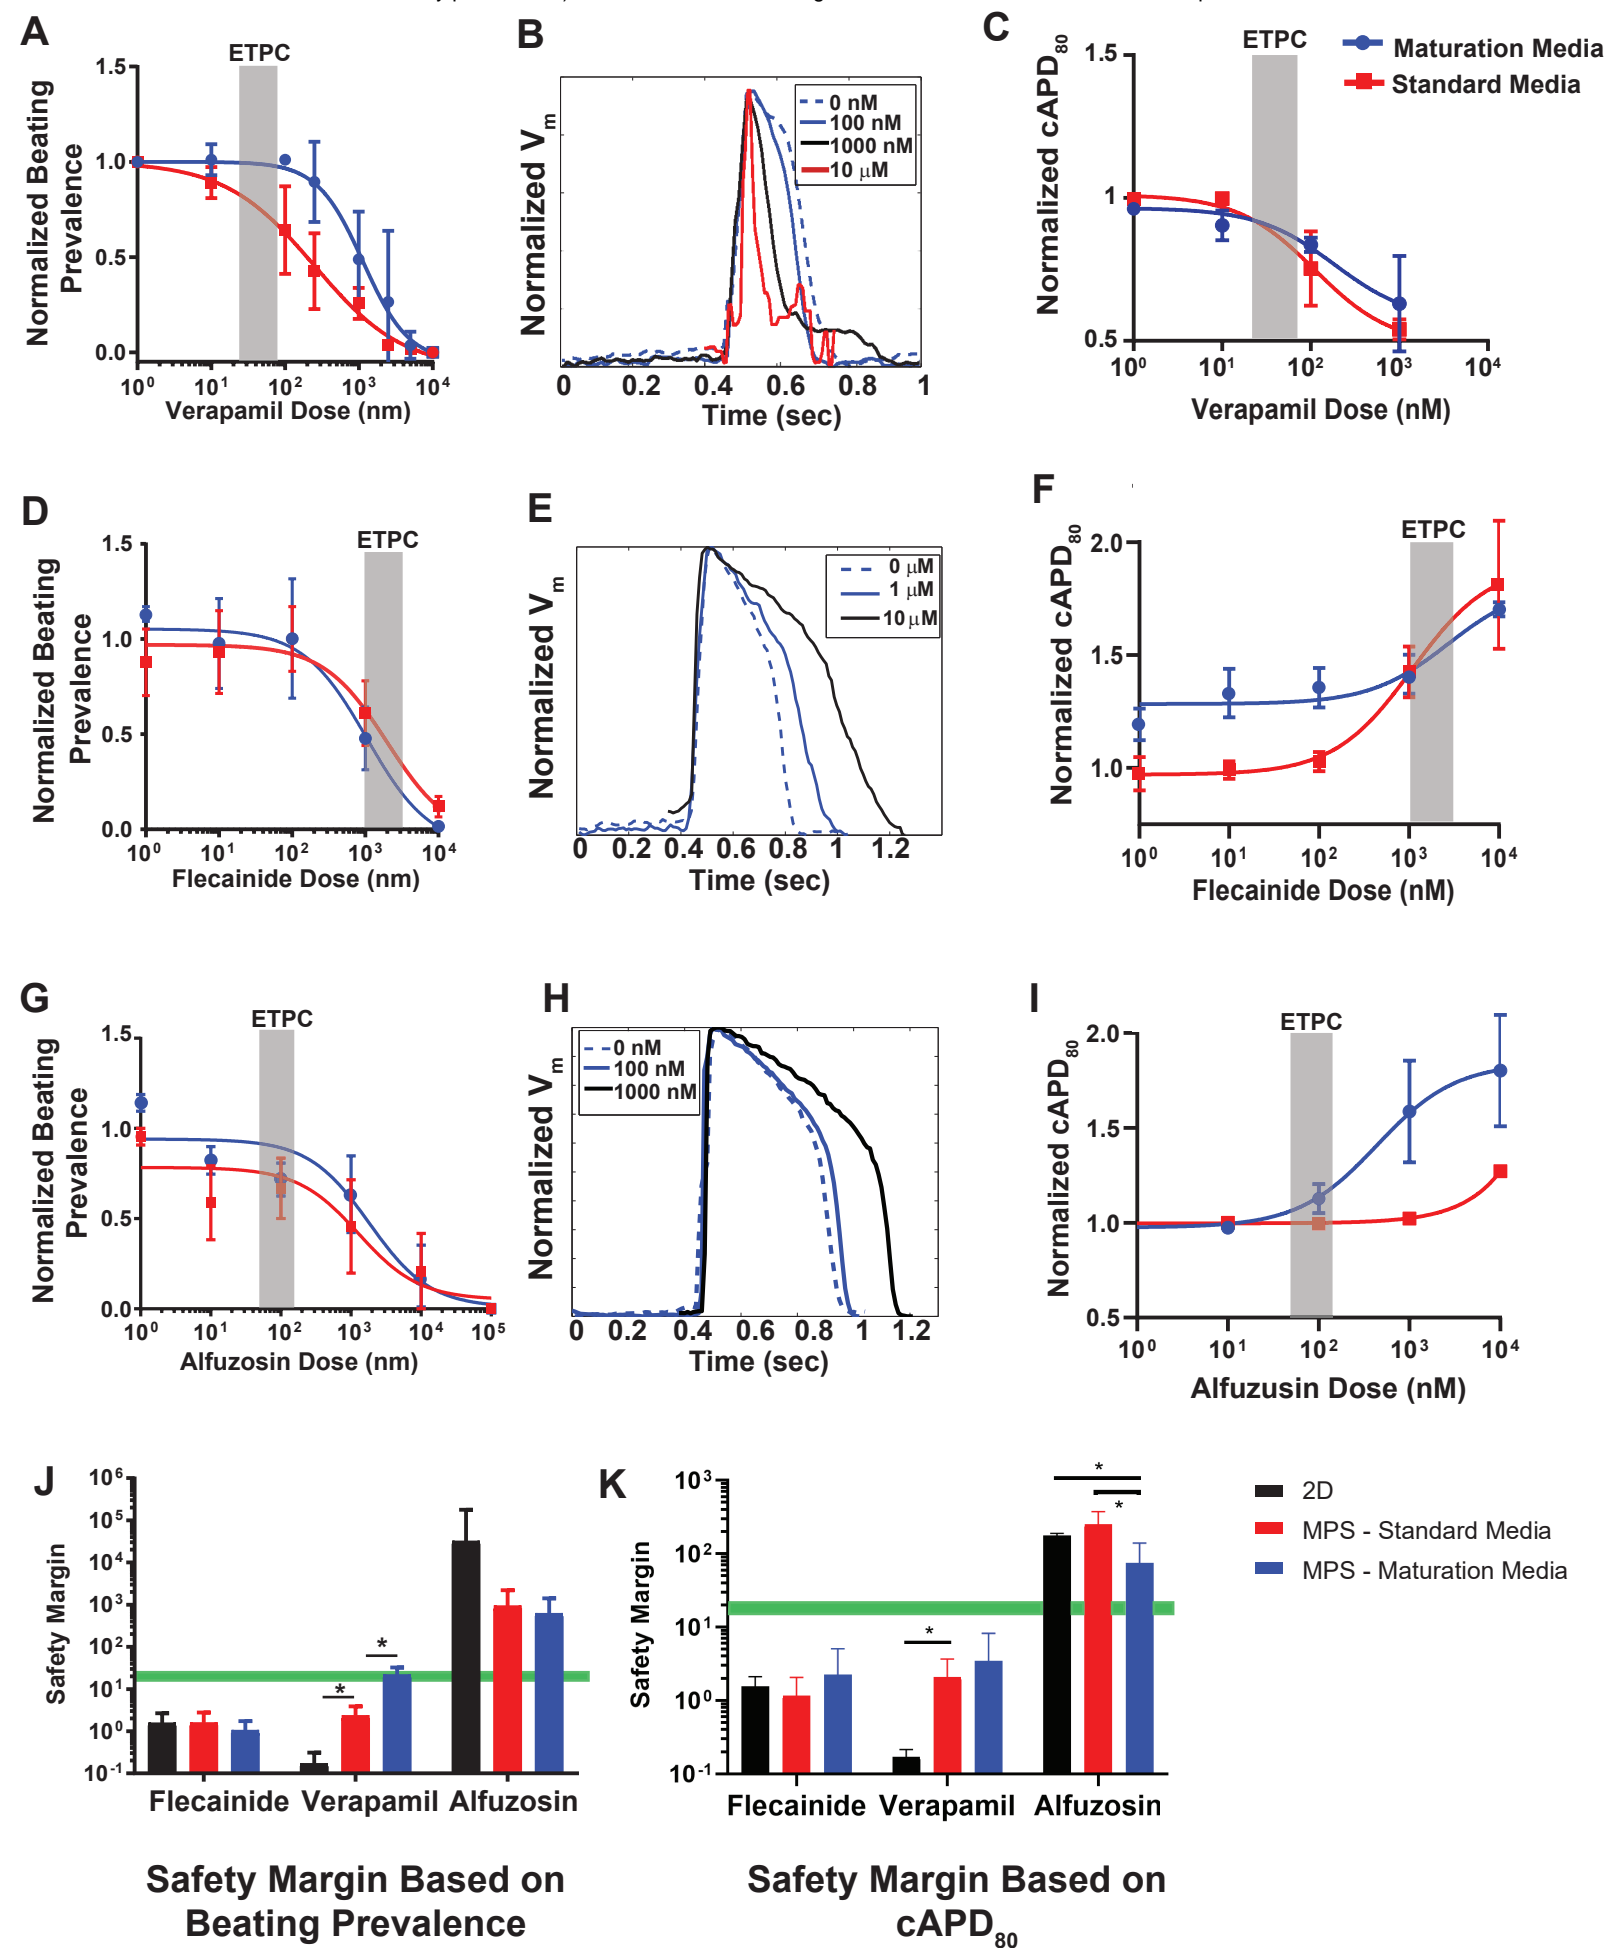 A
ETPC
1.5
1.0
0.5
0.0
Normalized Beating
Prevalence
10⁰ 10¹ 10² 10³ 10⁴
Verapamil Dose (nm)
B
Normalized Vm
0 nM
100 nM
1000 nM
10 μM
0 0.2 0.4 0.6 0.8 1
Time (sec)
C
ETPC
Maturation Media
Standard Media
1.5
1
0.5
Normalized cAPD80
10⁰ 10¹ 10² 10³ 10⁴
Verapamil Dose (nM)
D
ETPC
1.5
1.0
0.5
0.0
Normalized Beating
Prevalence
10⁰ 10¹ 10² 10³ 10⁴
Flecainide Dose (nm)
E
Normalized Vm
0 μM
1 μM
10 μM
0 0.2 0.4 0.6 0.8 1.2
Time (sec)
F
ETPC
2.0
1.5
1.0
Normalized cAPD80
10⁰ 10¹ 10² 10³ 10⁴
Flecainide Dose (nM)
G
ETPC
1.5
1.0
0.5
0.0
Normalized Beating
Prevalence
10⁰ 10¹ 10² 10³ 10⁴ 10⁵
Alfuzosin Dose (nm)
H
Normalized Vm
0 nM
100 nM
1000 nM
0 0.2 0.4 0.6 0.8 1 1.2
Time (sec)
I
ETPC
2.0
1.5
1.0
0.5
Normalized cAPD80
10⁰ 10¹ 10² 10³ 10⁴
Alfuzusin Dose (nM)
J
10⁶
10⁵
10⁴
10³
10²
10¹
10⁰
10⁻¹
Safety Margin
*
*
Flecainide Verapamil Alfuzosin
Safety Margin Based on
Beating Prevalence
K
10³
10²
10¹
10⁰
10⁻¹
Safety Margin
*
*
*
Flecainide Verapamil Alfuzosin
Safety Margin Based on
cAPD80
2D
MPS - Standard Media
MPS - Maturation Media